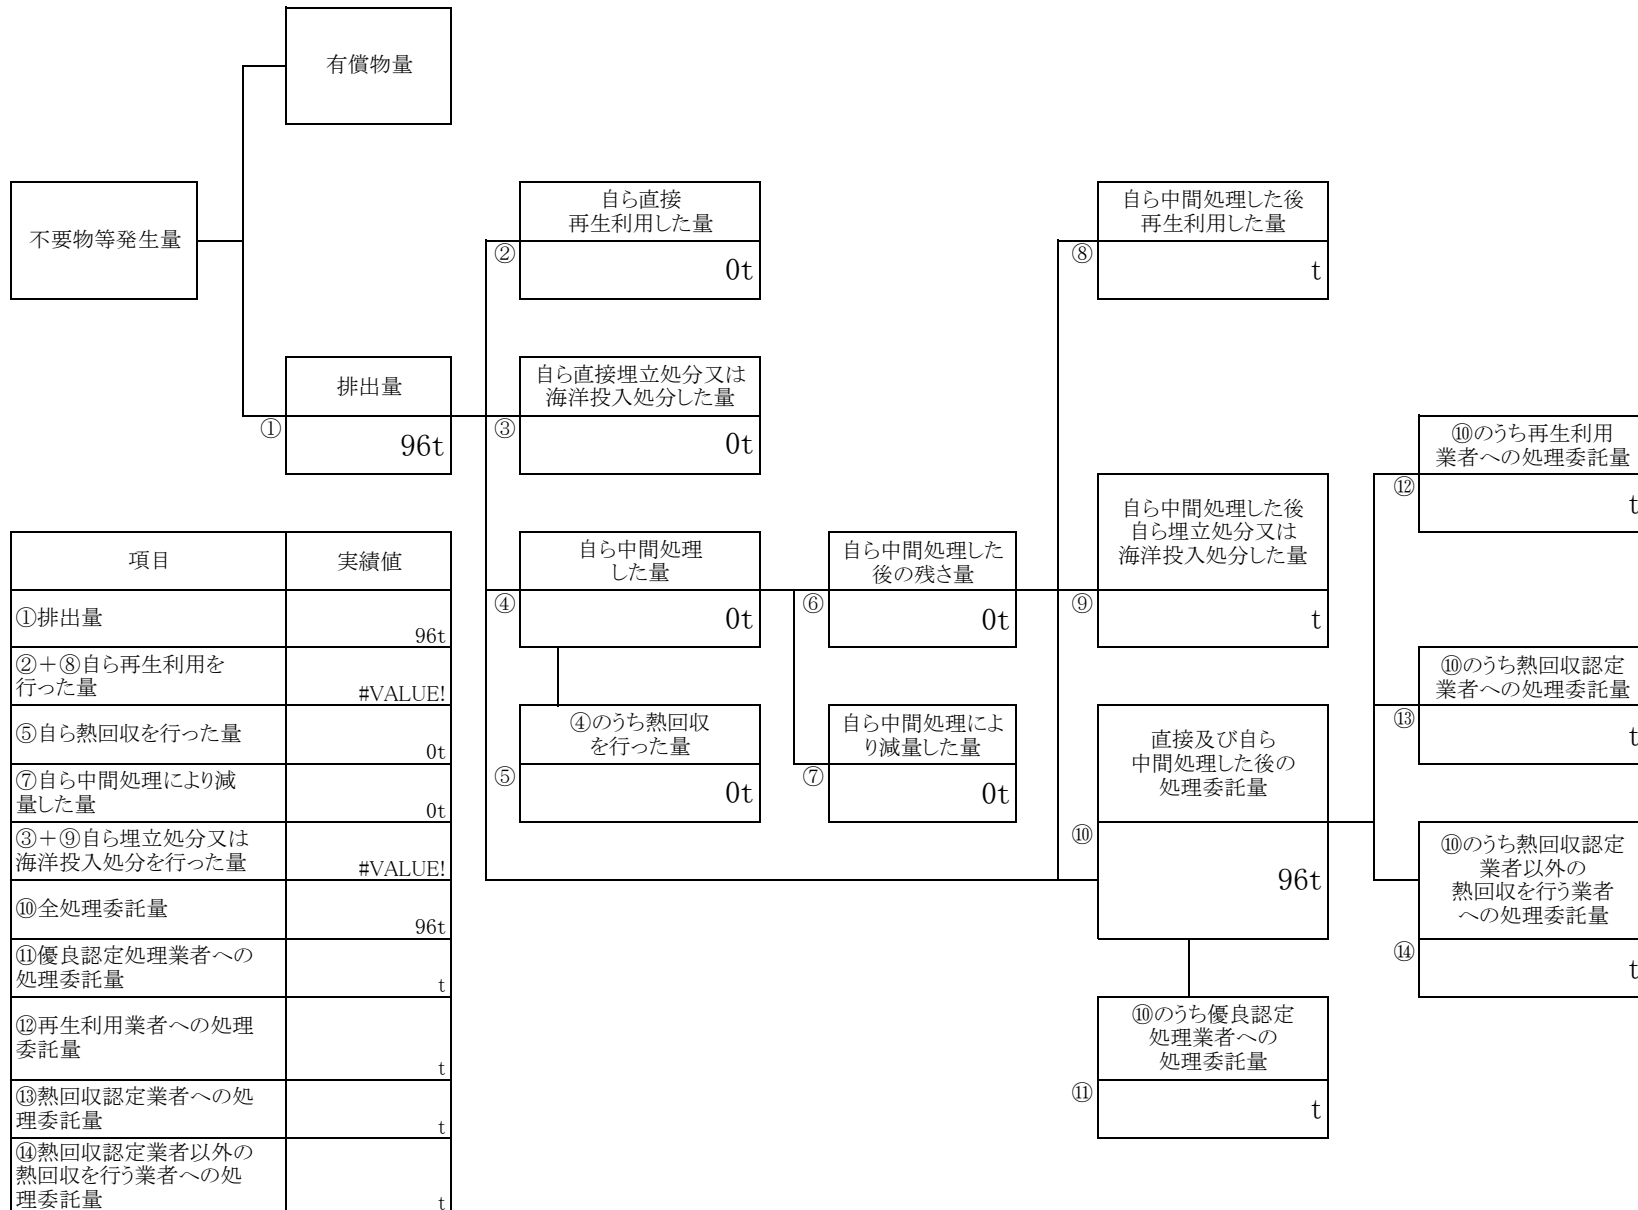 有償物量
不要物等発生量
排出量
①
96t
自ら直接
再生利用した量
②
0t
自ら直接埋立処分又は
海洋投入処分した量
③
0t
自ら中間処理
した量
④
0t
④のうち熱回収
を行った量
⑤
0t
自ら中間処理した
後の残さ量
⑥
0t
自ら中間処理によ
り減量した量
⑦
0t
自ら中間処理した後
再生利用した量
⑧
t
自ら中間処理した後
自ら埋立処分又は
海洋投入処分した量
⑨
t
直接及び自ら
中間処理した後の
処理委託量
⑩
96t
⑩のうち優良認定
処理業者への
処理委託量
⑪
t
⑩のうち再生利用
業者への処理委託量
⑫
t
⑩のうち熱回収認定
業者への処理委託量
⑬
t
⑩のうち熱回収認定
業者以外の
熱回収を行う業者
への処理委託量
⑭
t
項目 実績値
①排出量
96t
②+⑧自ら再生利用を
行った量
#VALUE!
⑤自ら熱回収を行った量
0t
⑦自ら中間処理により減
量した量
0t
③+⑨自ら埋立処分又は
海洋投入処分を行った量
#VALUE!
⑩全処理委託量
96t
⑪優良認定処理業者への
処理委託量
t
⑫再生利用業者への処理
委託量
t
⑬熱回収認定業者への処
理委託量
t
⑭熱回収認定業者以外の
熱回収を行う業者への処
理委託量
t